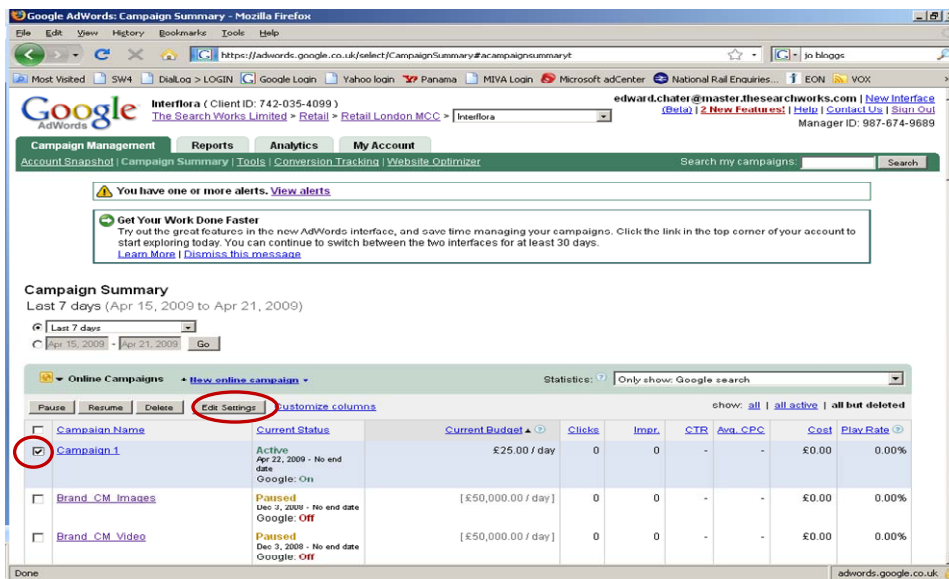 Google AdWords: Campaign Summary - Mozilla Firefox
File Edit View History Bookmarks Tools Help
https://adwords.google.co.uk/select/CampaignSummary#acampaignsummaryt
jo bloggs
Most Visited SW4 DialLog > LOGIN Google Login Yahoo login Panama MIVA Login Microsoft adCenter National Rail Enquiries... EON VOX
Google AdWords
Interflora ( Client ID: 742-035-4099 )
The Search Works Limited > Retail > Retail London MCC > Interflora
edward.chater@master.thesearchworks.com | New Interface
(Beta) | 2 New Features! | Help | Contact Us | Sign Out
Manager ID: 987-674-9689
Campaign Management Reports Analytics My Account
Account Snapshot | Campaign Summary | Tools | Conversion Tracking | Website Optimizer Search my campaigns: Search
You have one or more alerts. View alerts
Get Your Work Done Faster
Try out the great features in the new AdWords interface, and save time managing your campaigns. Click the link in the top corner of your account to
start exploring today. You can continue to switch between the two interfaces for at least 30 days.
Learn More | Dismiss this message
Campaign Summary
Last 7 days (Apr 15, 2009 to Apr 21, 2009)
Last 7 days
Apr 15, 2009 - Apr 21, 2009 Go
Online Campaigns New online campaign Statistics: ? Only show: Google search
Pause Resume Delete Edit Settings Customize columns show: all | all active | all but deleted
Campaign Name Current Status Current Budget ? Clicks Impr. CTR Avg. CPC Cost Play Rate ?
Campaign 1 Active £25.00 / day 0 0 - - £0.00 0.00%
Apr 22, 2009 - No end
date
Google: On
Brand_CM_Images Paused [£50,000.00 / day] 0 0 - - £0.00 0.00%
Dec 3, 2008 - No end date
Google: Off
Brand_CM_Video Paused [£50,000.00 / day] 0 0 - - £0.00 0.00%
Dec 3, 2008 - No end date
Google: Off
Done adwords.google.co.uk